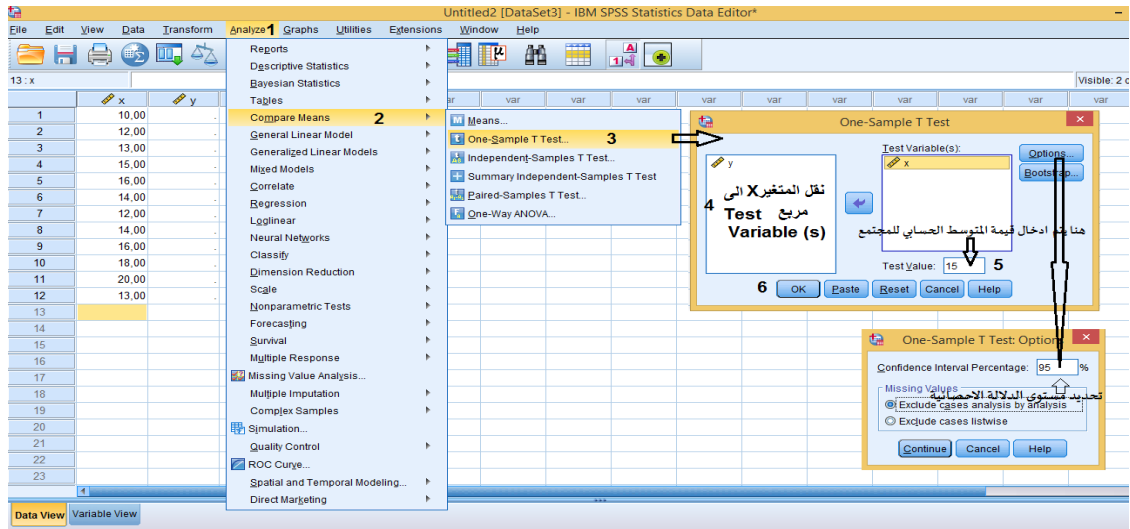 Untitled2 [DataSet3] - IBM SPSS Statistics Data Editor*
File Edit View Data Transform Analyze 1 Graphs Utilities Extensions Window Help
13 : x
Visible: 2
x y var var var var var var var var var
1 10,00 .
2 12,00 .
3 13,00 .
4 15,00 .
5 16,00 .
6 14,00 .
7 12,00 .
8 14,00 .
9 16,00 .
10 18,00 .
11 20,00 .
12 13,00 .
13
14
15
16
17
18
19
20
21
22
23
Reports
Descriptive Statistics
Bayesian Statistics
Tables
Compare Means 2
General Linear Model
Generalized Linear Models
Mixed Models
Correlate
Regression
Loglinear
Neural Networks
Classify
Dimension Reduction
Scale
Nonparametric Tests
Forecasting
Survival
Multiple Response
Missing Value Analysis...
Multiple Imputation
Complex Samples
Simulation...
Quality Control
ROC Curve...
Spatial and Temporal Modeling...
Direct Marketing
Means...
One-Sample T Test... 3
Independent-Samples T Test...
Summary Independent-Samples T Test
Paired-Samples T Test...
One-Way ANOVA...
One-Sample T Test
y
Test Variable(s):
x
Options...
Bootstrap...
4
نقل المتغير X الى
مربع Test
Variable (s)
هنا يتم ادخال قيمة المتوسط الحسابي للمجتمع
Test Value: 15 5
6 OK Paste Reset Cancel Help
One-Sample T Test: Options
Confidence Interval Percentage: 95 %
Missing Values
تحديد مستوى الدلالة الاحصائية
Exclude cases analysis by analysis
Exclude cases listwise
Continue Cancel Help
Data View Variable View